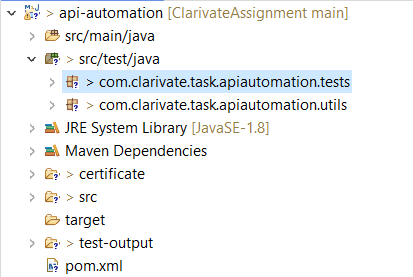 > api-automation [ClarivateAssignment main]
src/main/java
> src/test/java
> com.clarivate.task.apiautomation.tests
> com.clarivate.task.apiautomation.utils
JRE System Library [JavaSE-1.8]
Maven Dependencies
> certificate
> src
target
> test-output
pom.xml